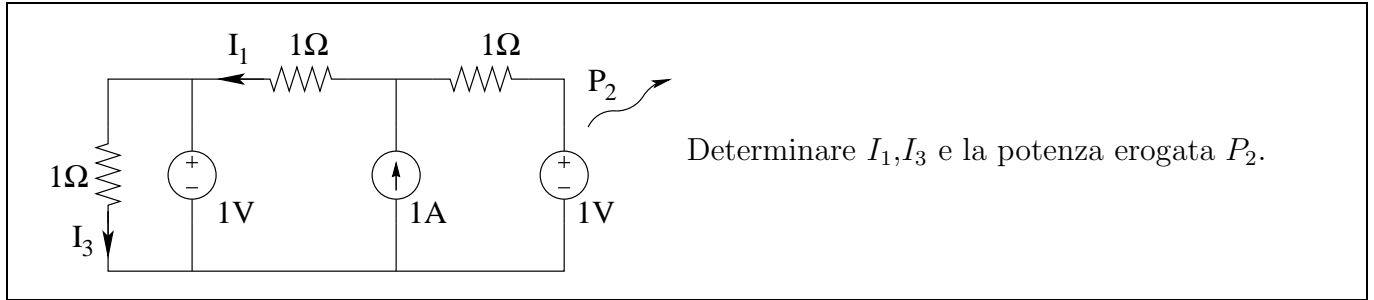 I1 1Ω 1Ω
P2
Determinare I1,I3 e la potenza erogata P2.
1Ω + − + −
1V 1A 1V
I3